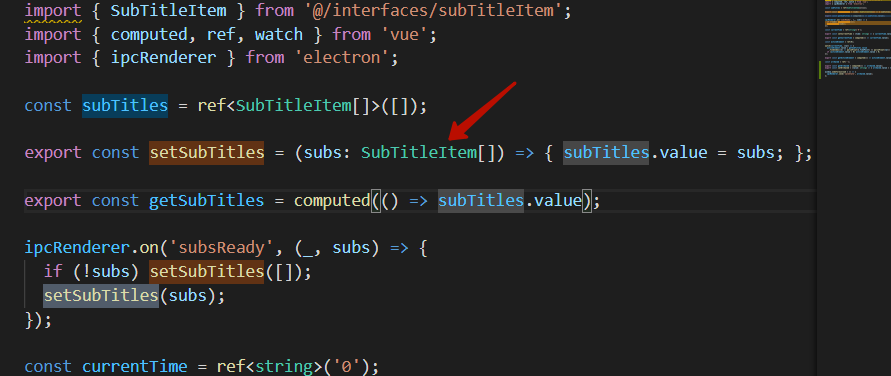 import { SubTitleItem } from '@/interfaces/subTitleItem';
import { computed, ref, watch } from 'vue';
import { ipcRenderer } from 'electron';
const subTitles = ref<SubTitleItem[]>([]);
export const setSubTitles = (subs: SubTitleItem[]) => { subTitles.value = subs; };
export const getSubTitles = computed(() => subTitles.value);
ipcRenderer.on('subsReady', (_, subs) => {
  if (!subs) setSubTitles([]);
  setSubTitles(subs);
});
const currentTime = ref<string>('0');